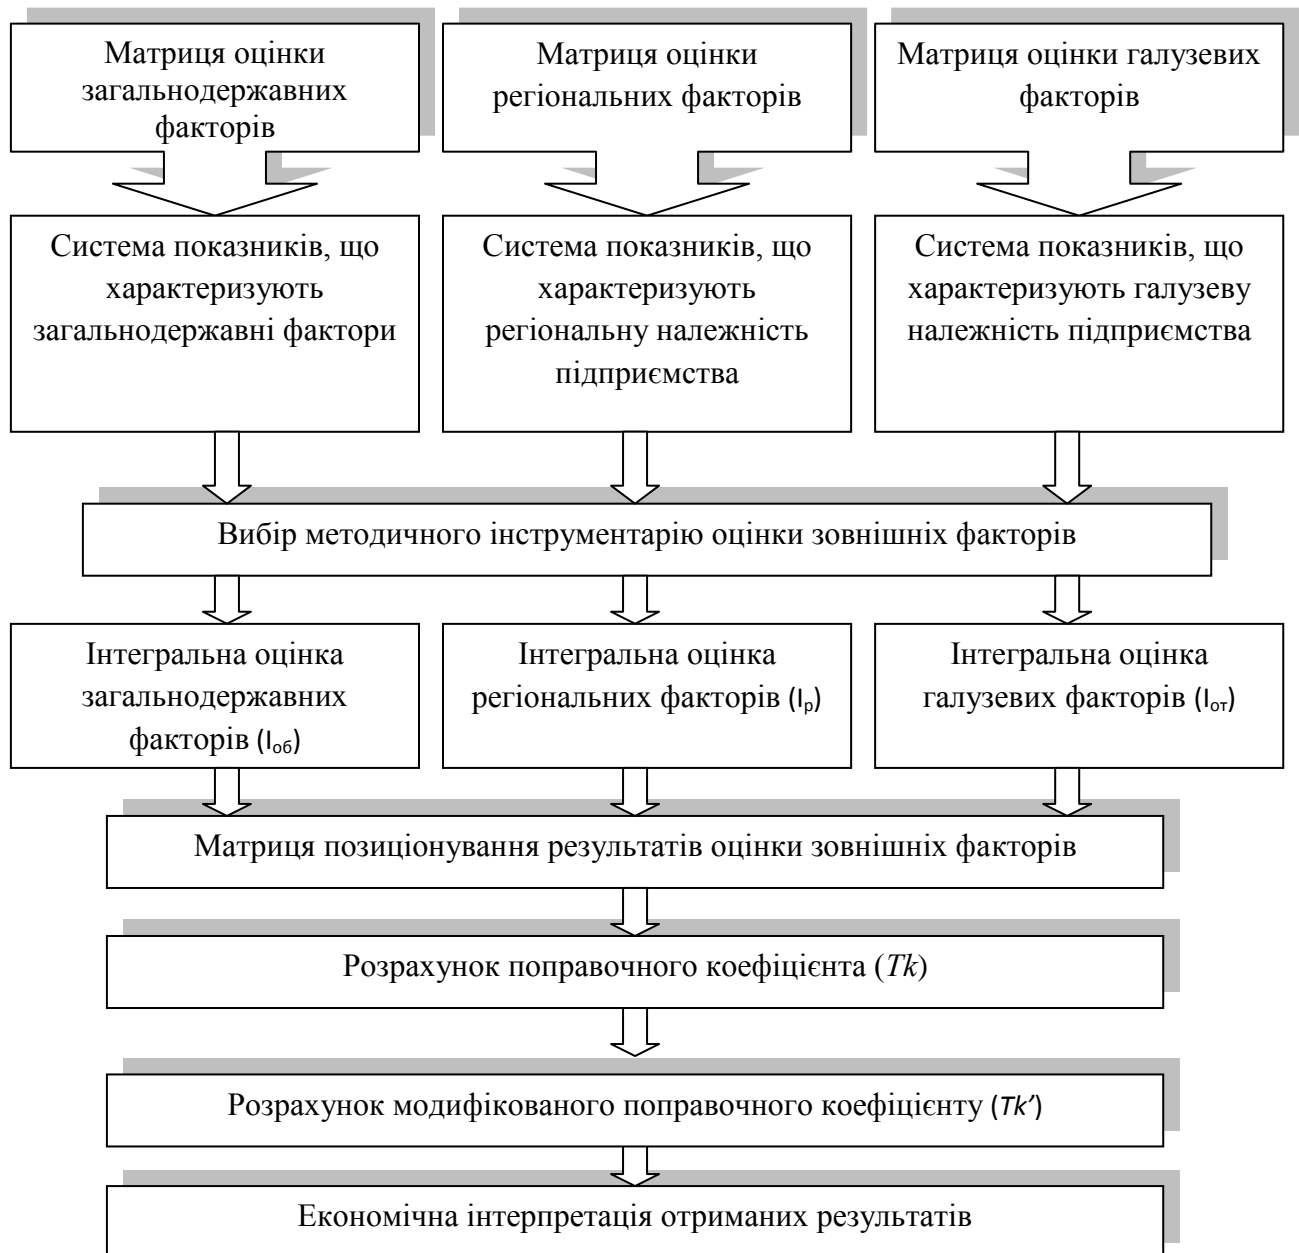 Матриця оцінки
загальнодержавних
факторів
Матриця оцінки
регіональних факторів
Матриця оцінки галузевих
факторів
Система показників, що
характеризують
загальнодержавні фактори
Система показників, що
характеризують
регіональну належність
підприємства
Система показників, що
характеризують галузеву
належність підприємства
Вибір методичного інструментарію оцінки зовнішніх факторів
Інтегральна оцінка
загальнодержавних
факторів (Iоб)
Інтегральна оцінка
регіональних факторів (Iр)
Інтегральна оцінка
галузевих факторів (Iот)
Матриця позиціонування результатів оцінки зовнішніх факторів
Розрахунок поправочного коефіцієнта (Tk)
Розрахунок модифікованого поправочного коефіцієнту (Tk’)
Економічна інтерпретація отриманих результатів